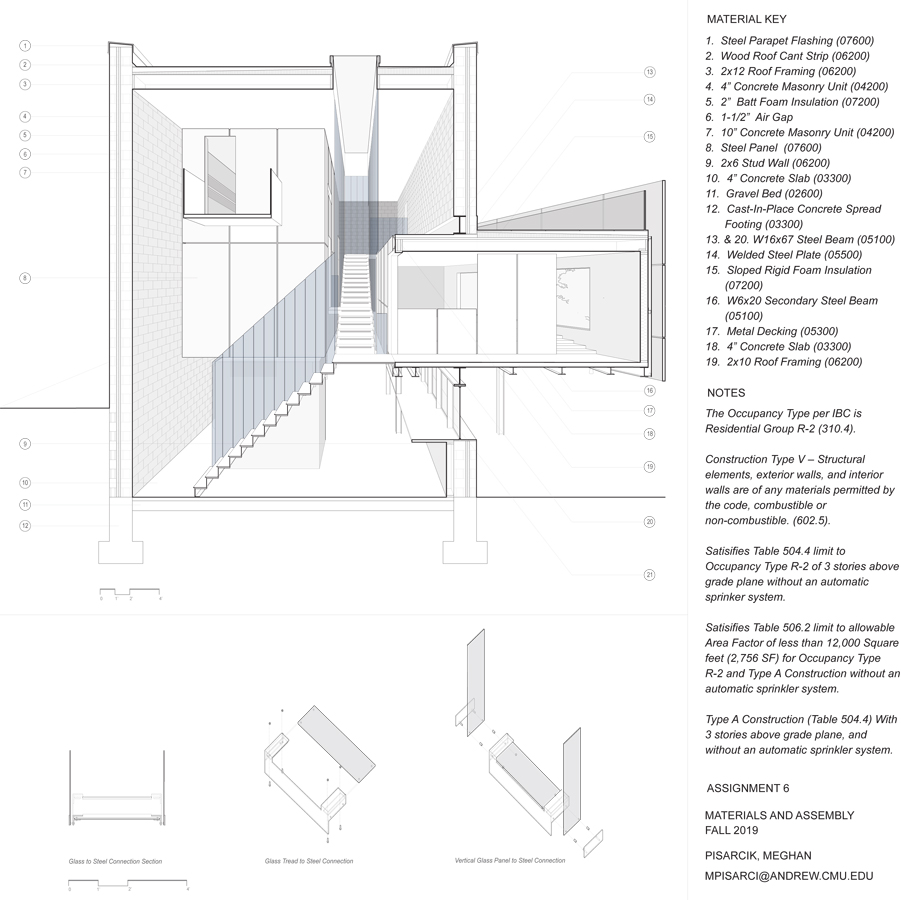 1
2
3
4
5
6
7
8
9
10
11
12
13
14
15
16
17
18
19
20
21
0 1 2 4
Glass to Steel Connection Section
Glass Tread to Steel Connection
Vertical Glass Panel to Steel Connection
0 1 2 4
MATERIAL KEY
1. Steel Parapet Flashing (07600)
2. Wood Roof Cant Strip (06200)
3. 2x12 Roof Framing (06200)
4. 4” Concrete Masonry Unit (04200)
5. 2” Batt Foam Insulation (07200)
6. 1-1/2” Air Gap
7. 10” Concrete Masonry Unit (04200)
8. Steel Panel (07600)
9. 2x6 Stud Wall (06200)
10. 4” Concrete Slab (03300)
11. Gravel Bed (02600)
12. Cast-In-Place Concrete Spread
Footing (03300)
13. & 20. W16x67 Steel Beam (05100)
14. Welded Steel Plate (05500)
15. Sloped Rigid Foam Insulation
(07200)
16. W6x20 Secondary Steel Beam
(05100)
17. Metal Decking (05300)
18. 4” Concrete Slab (03300)
19. 2x10 Roof Framing (06200)
NOTES
The Occupancy Type per IBC is
Residential Group R-2 (310.4).
Construction Type V – Structural
elements, exterior walls, and interior
walls are of any materials permitted by
the code, combustible or
non-combustible. (602.5).
Satisifies Table 504.4 limit to
Occupancy Type R-2 of 3 stories above
grade plane without an automatic
sprinker system.
Satisifies Table 506.2 limit to allowable
Area Factor of less than 12,000 Square
feet (2,756 SF) for Occupancy Type
R-2 and Type A Construction without an
automatic sprinkler system.
Type A Construction (Table 504.4) With
3 stories above grade plane, and
without an automatic sprinkler system.
ASSIGNMENT 6
MATERIALS AND ASSEMBLY
FALL 2019
PISARCIK, MEGHAN
MPISARCI@ANDREW.CMU.EDU